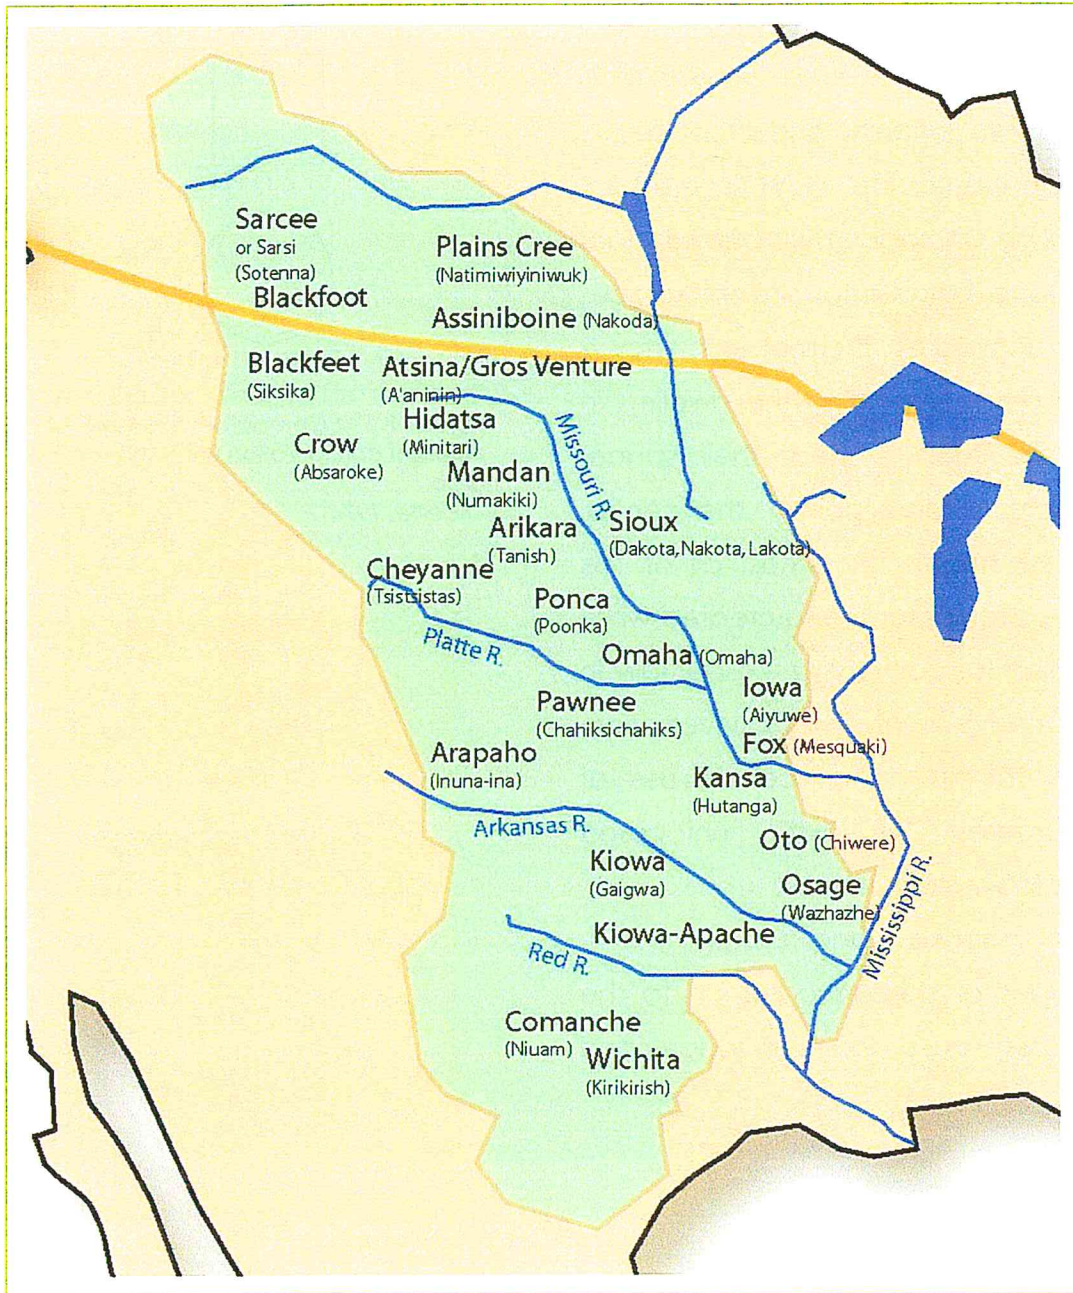 Sarcee
or Sarsi
(Sotenna)
Plains Cree
(Natimiwiyiniwuk)
Blackfoot
Assiniboine (Nakoda)
Blackfeet
(Siksika)
Atsina/Gros Venture
(A'aninin)
Hidatsa
(Minitari)
Missouri R.
Crow
(Absaroke)
Mandan
(Numakiki)
Arikara
(Tanish)
Sioux
(Dakota, Nakota, Lakota)
Cheyanne
(Tsistsistas)
Ponca
(Poonka)
Platte R.
Omaha (Omaha)
Pawnee
(Chahiksichahiks)
Iowa
(Aiyuwe)
Fox (Mesquaki)
Arapaho
(Inuna-ina)
Kansa
(Hutanga)
Arkansas R.
Oto (Chiwere)
Kiowa
(Gaigwa)
Osage
(Wazhazhe)
Mississippi R.
Kiowa-Apache
Red R.
Comanche
(Niuam)
Wichita
(Kirikirish)